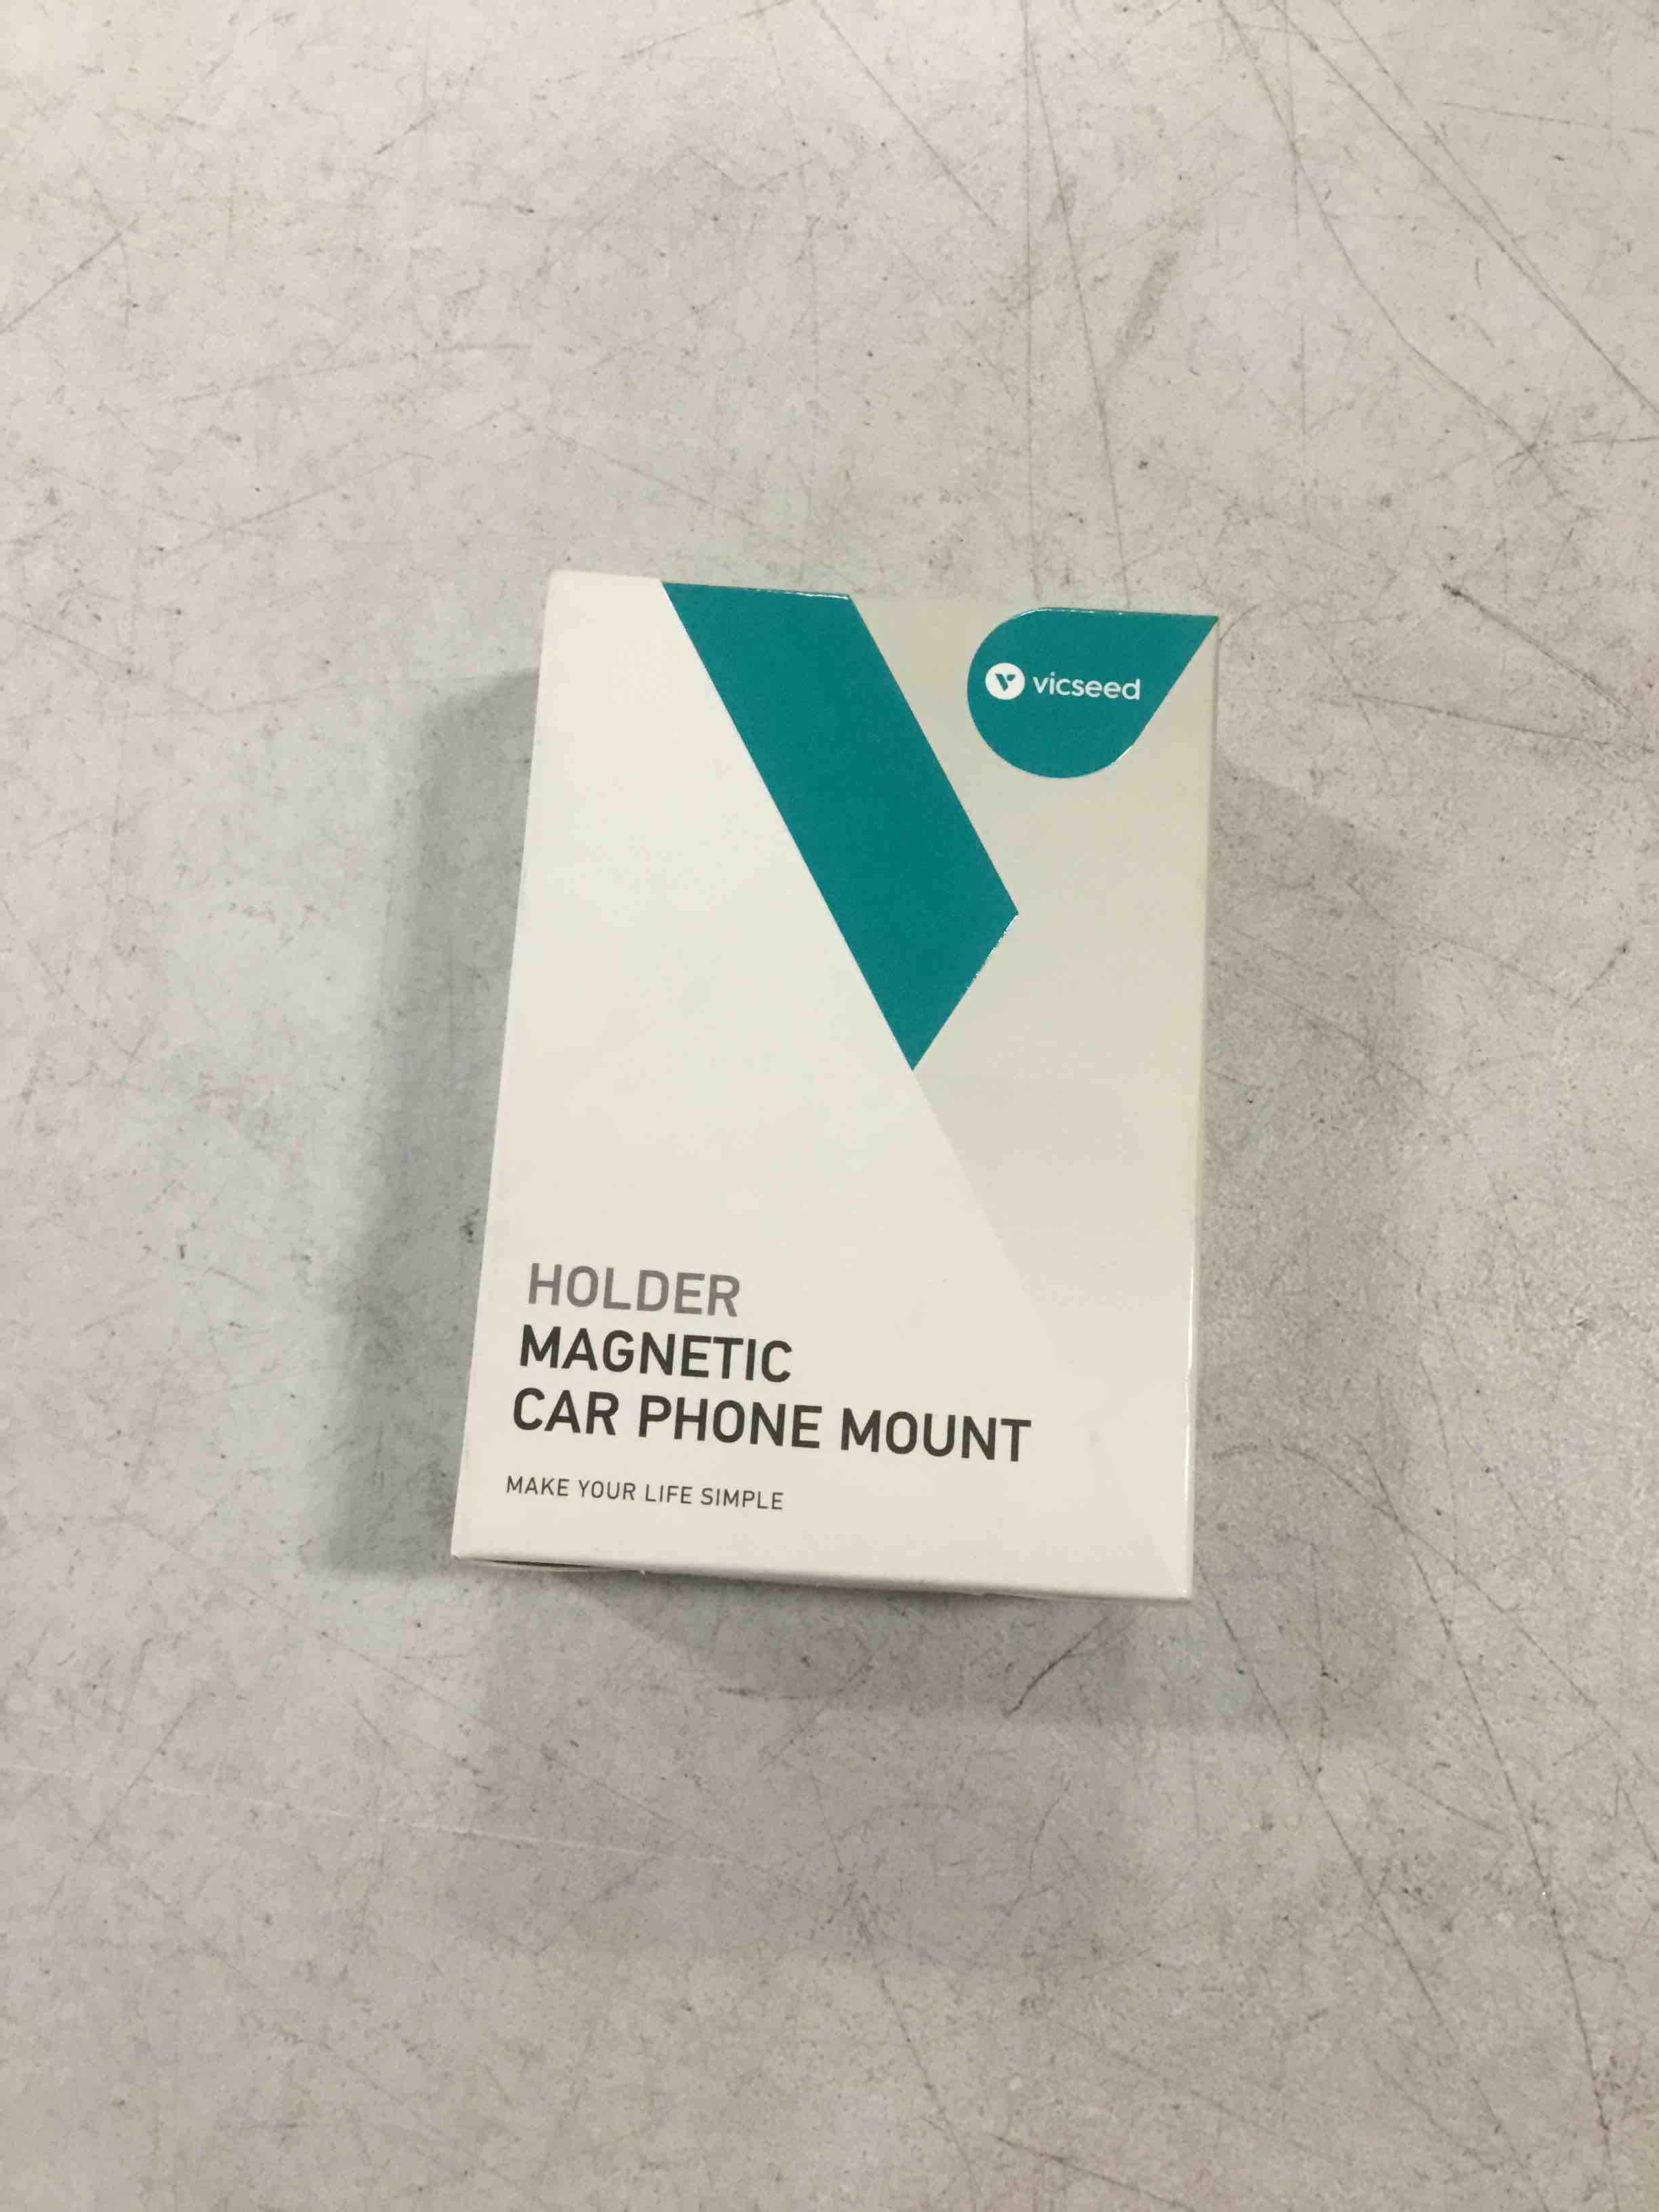 vicseed
HOLDER
MAGNETIC
CAR PHONE MOUNT
MAKE YOUR LIFE SIMPLE